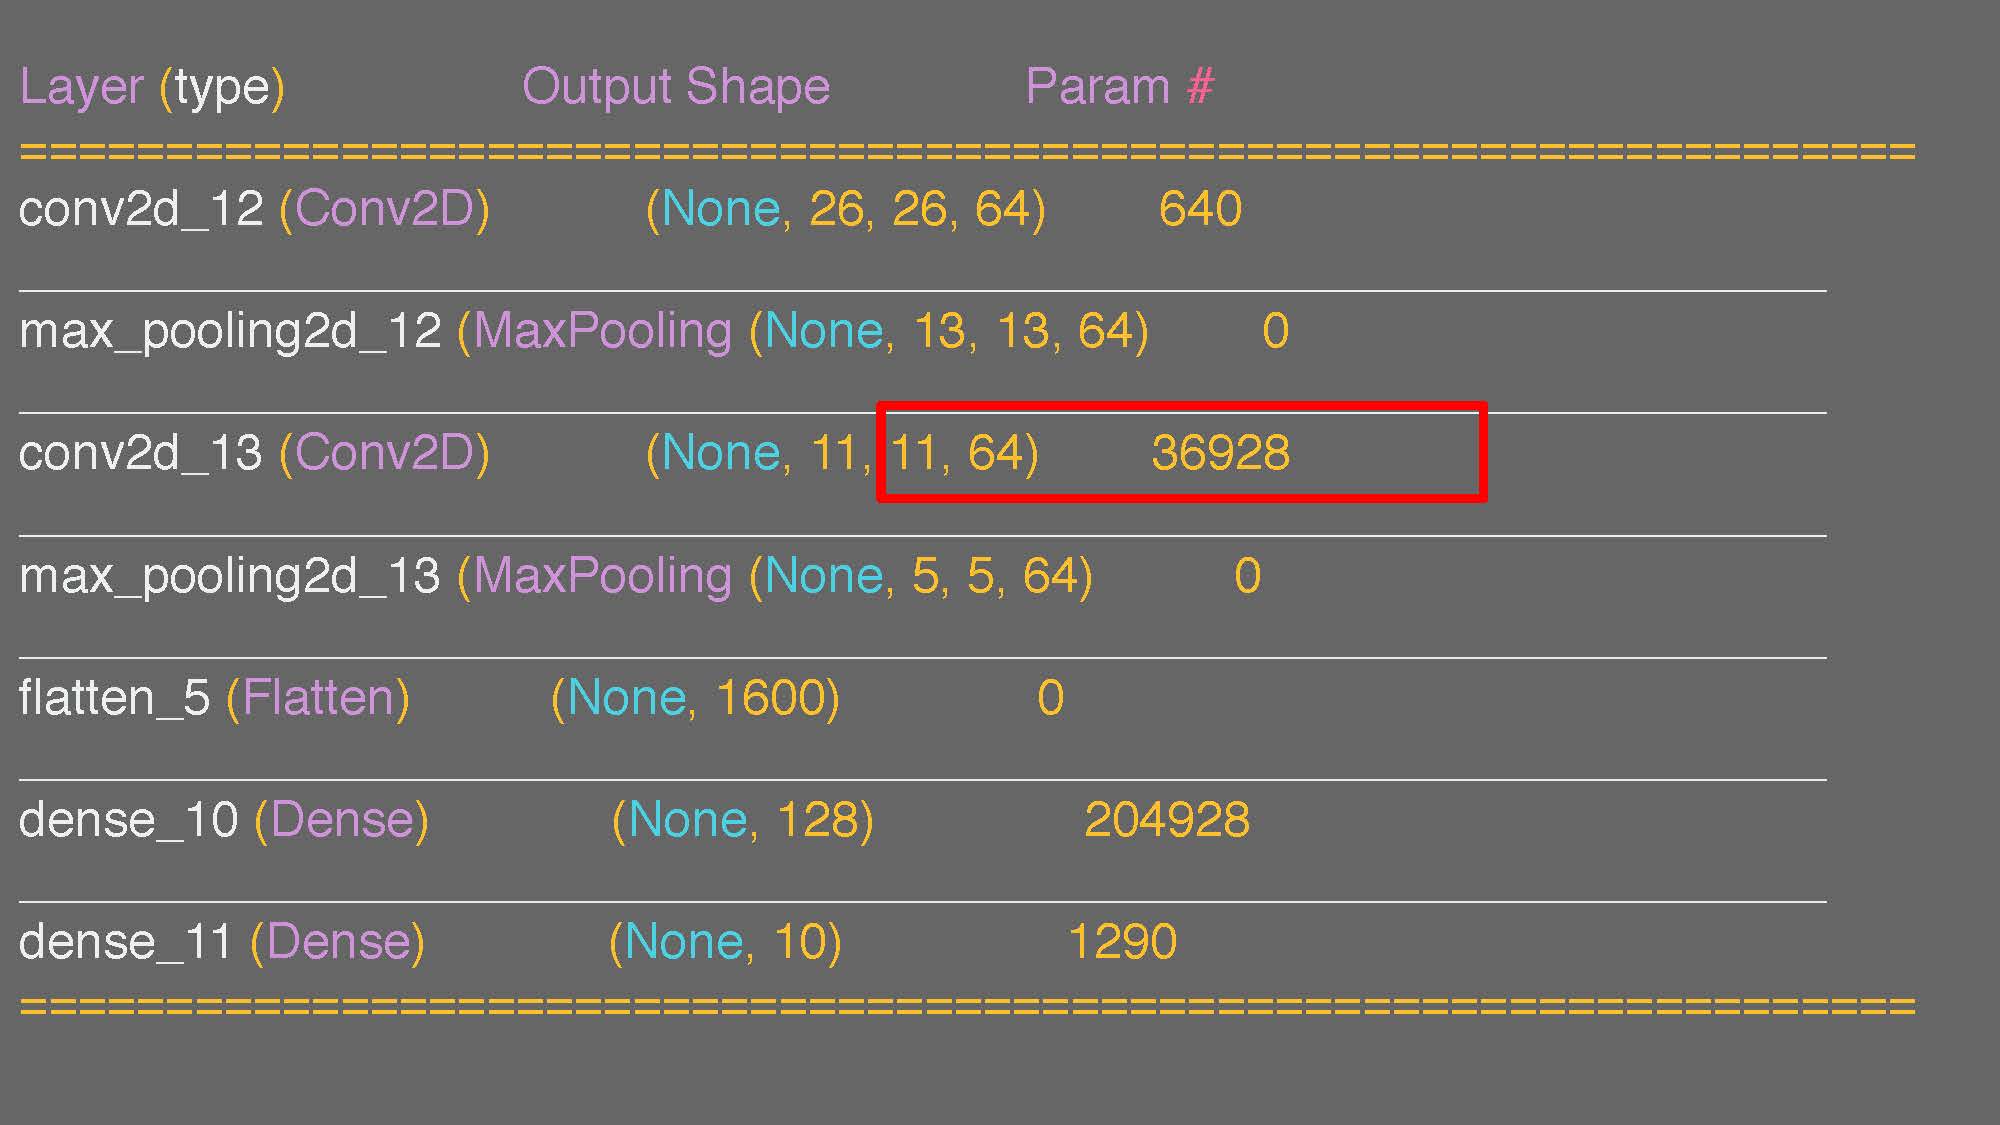 Layer (type) Output Shape Param #
=================================================================
conv2d_12 (Conv2D) (None, 26, 26, 64) 640
_________________________________________________________________
max_pooling2d_12 (MaxPooling (None, 13, 13, 64) 0
_________________________________________________________________
conv2d_13 (Conv2D) (None, 11, 11, 64) 36928
_________________________________________________________________
max_pooling2d_13 (MaxPooling (None, 5, 5, 64) 0
_________________________________________________________________
flatten_5 (Flatten) (None, 1600) 0
_________________________________________________________________
dense_10 (Dense) (None, 128) 204928
_________________________________________________________________
dense_11 (Dense) (None, 10) 1290
=================================================================